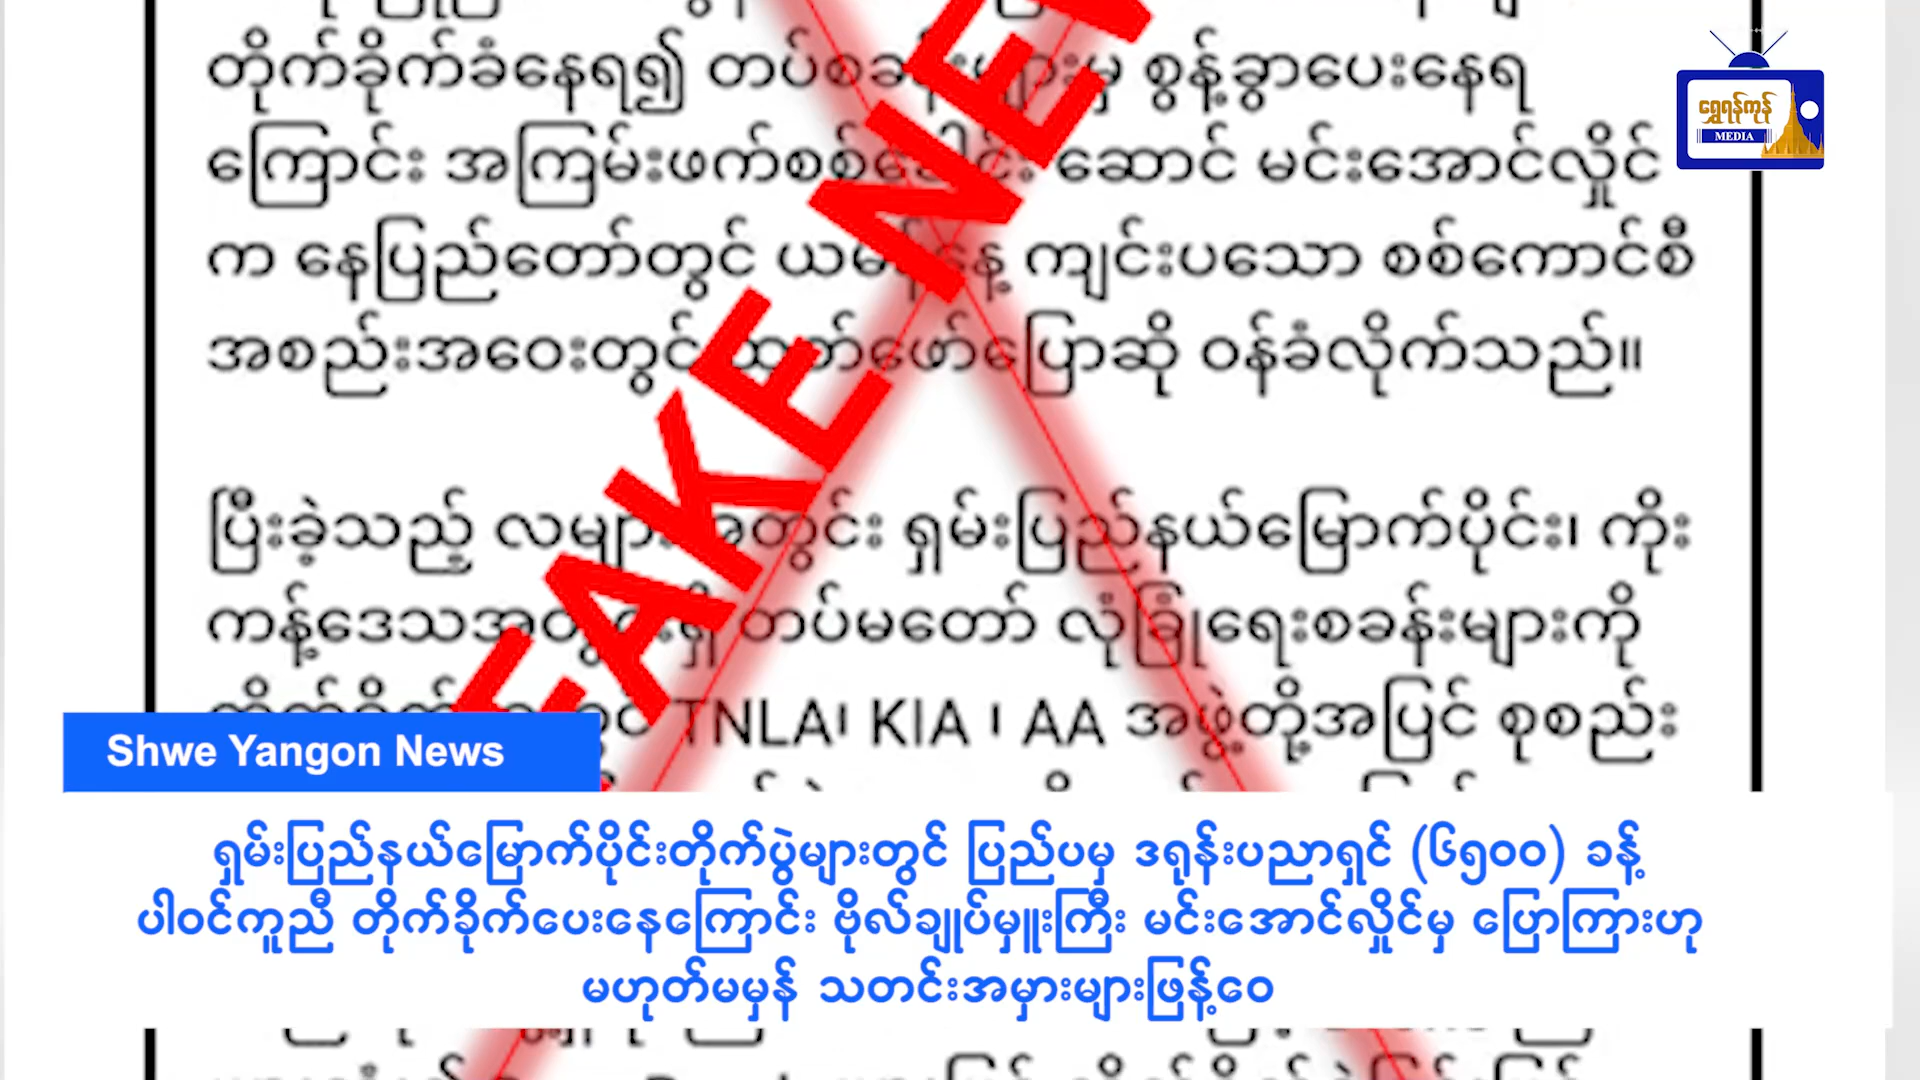 တိုက်ခိုက်ခံနေရ၍ တပ်စခန်းများမှ စွန့်ခွာပေးနေရ
ကြောင်း အကြမ်းဖက်စစ်ခေါင်းဆောင် မင်းအောင်လှိုင်
က နေပြည်တော်တွင် ယမန်နေ့ ကျင်းပသော စစ်ကောင်စီ
အစည်းအဝေးတွင် ထုတ်ဖော်ပြောဆို ဝန်ခံလိုက်သည်။
ပြီးခဲ့သည့် လများအတွင်း ရှမ်းပြည်နယ်မြောက်ပိုင်း၊ ကိုး
ကန့်ဒေသအတွင်းရှိ တပ်မတော် လုံခြုံရေးစခန်းများကို
TNLA၊ KIA ၊ AA အဖွဲ့တို့အပြင် စုစည်း
FAKE NEW
ရွှေရန်ကုန်
MEDIA
Shwe Yangon News
ရှမ်းပြည်နယ်မြောက်ပိုင်းတိုက်ပွဲများတွင် ပြည်ပမှ ဒရုန်းပညာရှင် (၆၅၀၀) ခန့်
ပါဝင်ကူညီ တိုက်ခိုက်ပေးနေကြောင်း ဗိုလ်ချုပ်မှူးကြီး မင်းအောင်လှိုင်မှ ပြောကြားဟု
မဟုတ်မမှန် သတင်းအမှားများဖြန့်ဝေ